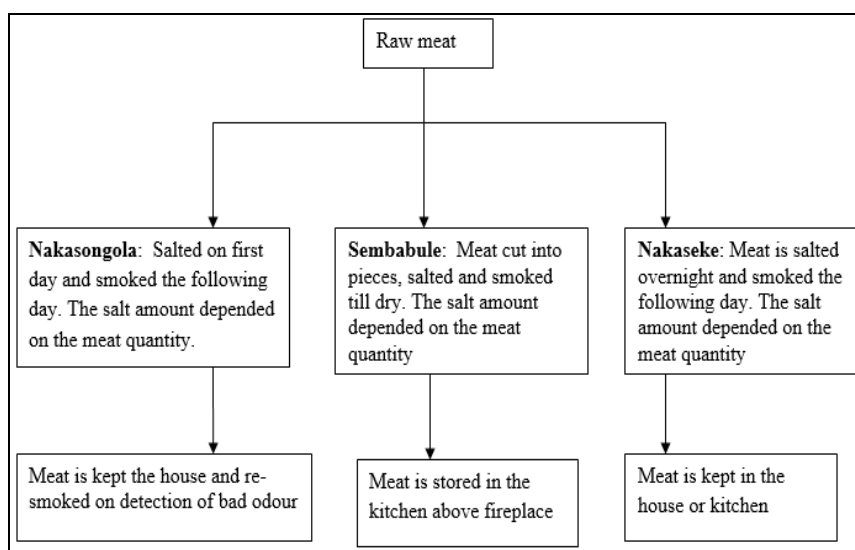 Raw meat
Nakasongola: Salted on first
day and smoked the following
day. The salt amount depended
on the meat quantity.
Sembabule: Meat cut into
pieces, salted and smoked
till dry. The salt amount
depended on the meat
quantity
Nakaseke: Meat is salted
overnight and smoked the
following day. The salt
amount depended on the
meat quantity
Meat is kept the house and re-
smoked on detection of bad odour
Meat is stored in the
kitchen above fireplace
Meat is kept in the
house or kitchen